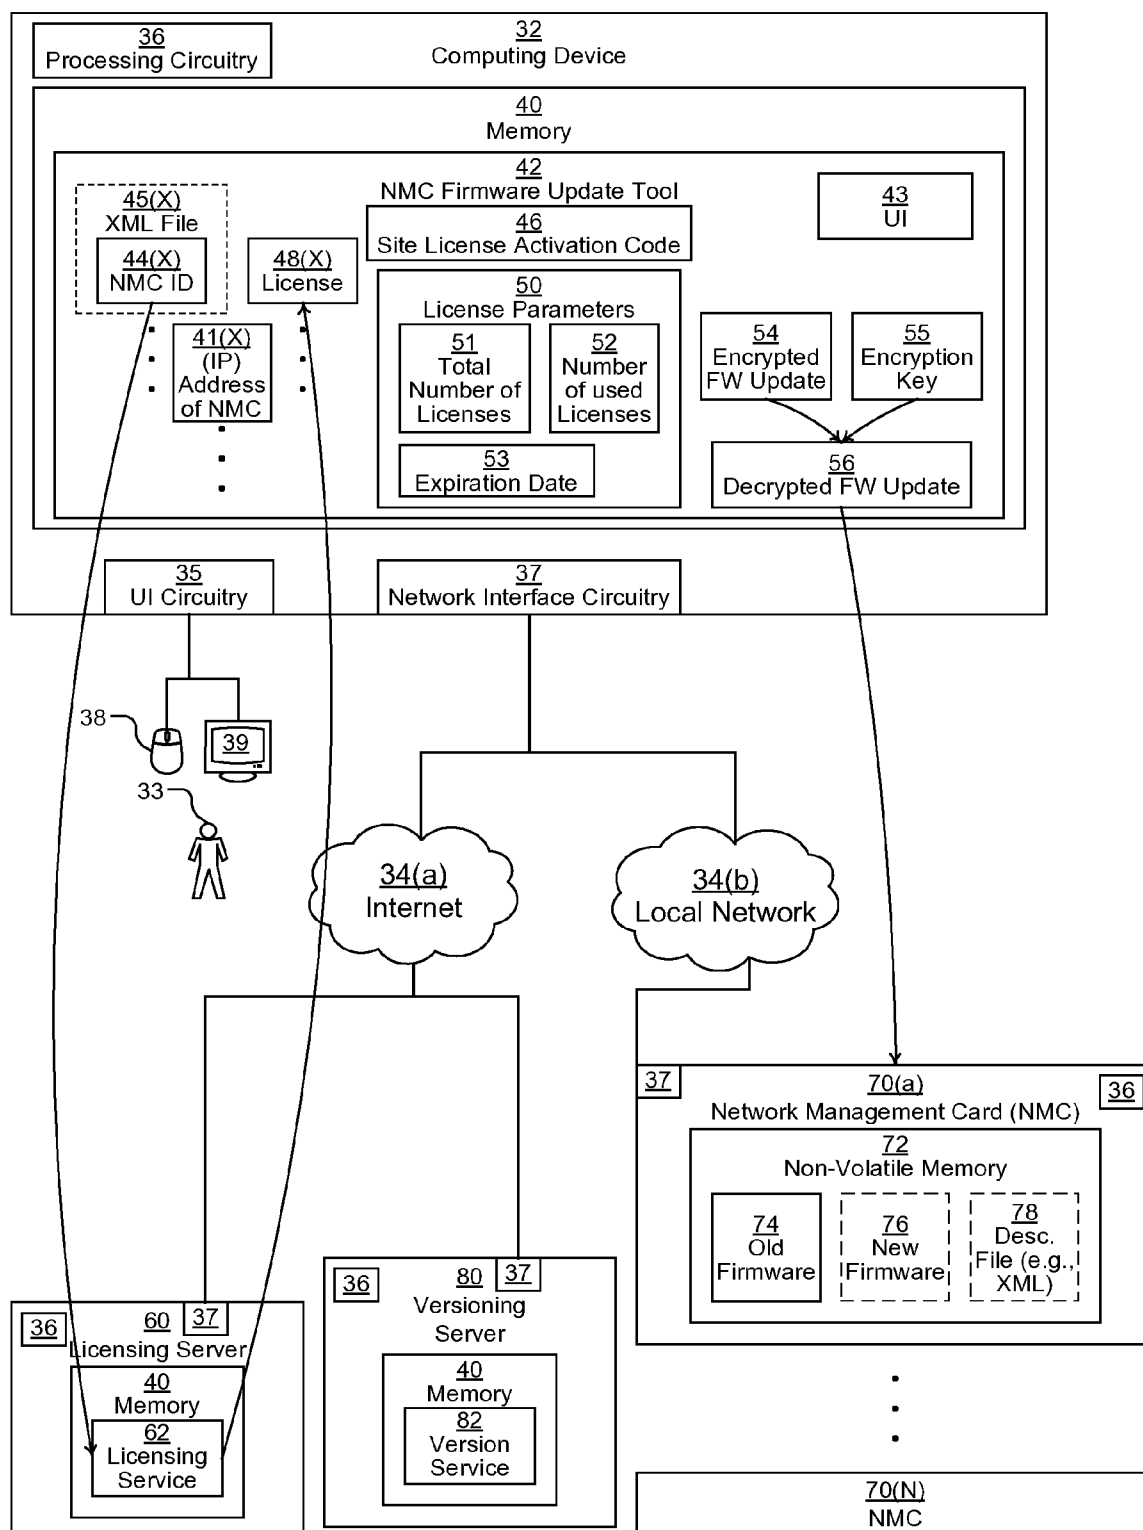 36
Processing Circuitry
32
Computing Device
40
Memory
42
NMC Firmware Update Tool
43
UI
45(X)
XML File
44(X)
NMC ID
48(X)
License
46
Site License Activation Code
41(X)
(IP)
Address
of NMC
50
License Parameters
51
Total
Number of
Licenses
52
Number
of used
Licenses
53
Expiration Date
54
Encrypted
FW Update
55
Encryption
Key
56
Decrypted FW Update
35
UI Circuitry
37
Network Interface Circuitry
38
39
33
34(a)
Internet
34(b)
Local Network
37
70(a)
Network Management Card (NMC)
36
72
Non-Volatile Memory
74
Old
Firmware
76
New
Firmware
78
Desc.
File (e.g.,
XML)
36
60
37
Licensing Server
40
Memory
62
Licensing
Service
36
80
37
Versioning
Server
40
Memory
82
Version
Service
70(N)
NMC